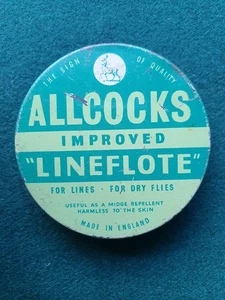 THE SIGN OF QUALITY
ALLCOCKS
IMPROVED
"LINEFLOTE"
FOR LINES · FOR DRY FLIES
USEFUL AS A MIDGE REPELLENT
HARMLESS TO THE SKIN
MADE IN ENGLAND